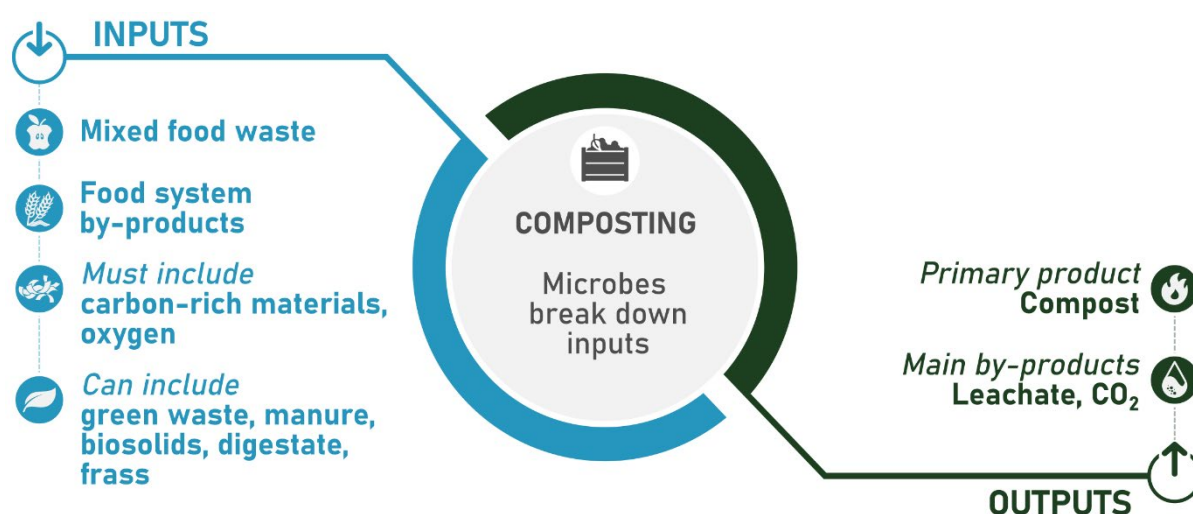 INPUTS
Mixed food waste
Food system
by-products
Must include
carbon-rich materials,
oxygen
Can include
green waste, manure,
biosolids, digestate,
frass
COMPOSTING
Microbes
break down
inputs
Primary product
Compost
Main by-products
Leachate, CO₂
OUTPUTS